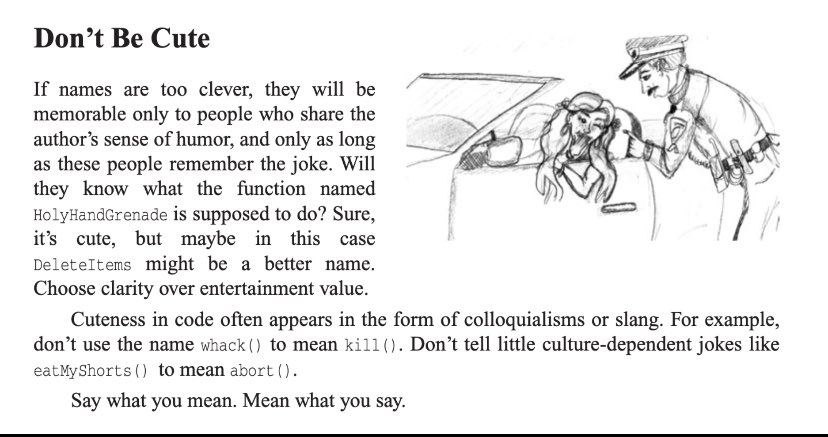 Don’t Be Cute
If names are too clever, they will be
memorable only to people who share the
author’s sense of humor, and only as long
as these people remember the joke. Will
they know what the function named
HolyHandGrenade is supposed to do? Sure,
it’s cute, but maybe in this case
DeleteItems might be a better name.
Choose clarity over entertainment value.
Cuteness in code often appears in the form of colloquialisms or slang. For example,
don’t use the name whack() to mean kill(). Don’t tell little culture-dependent jokes like
eatMyShorts() to mean abort().
Say what you mean. Mean what you say.